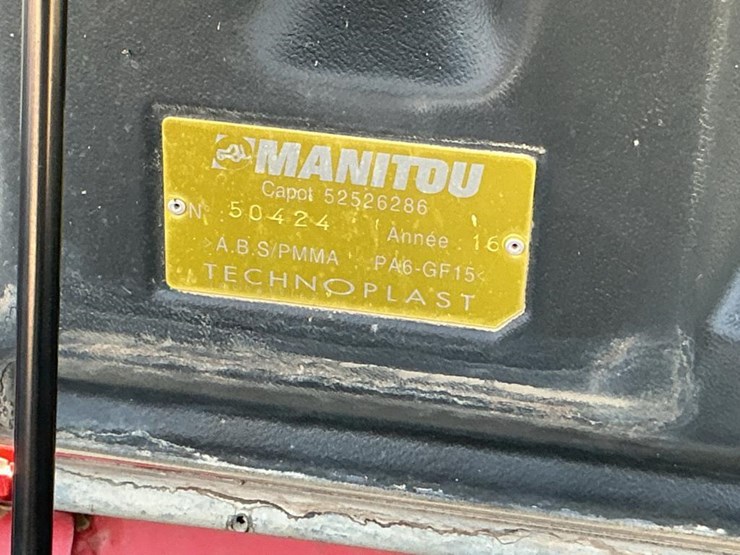 MANITOU
Capot 52526286
N° 50424 Année 16
>A.B.S/PMMA PA6-GF15<
TECHNOPLAST